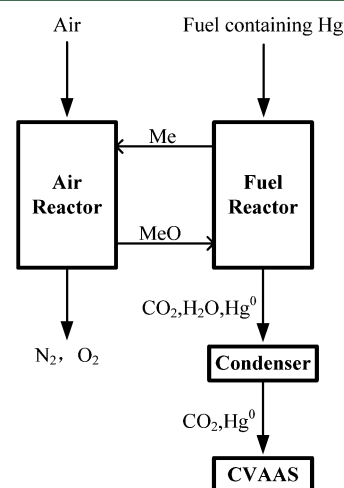 Air
Fuel containing Hg
Me
Air
Reactor
Fuel
Reactor
MeO
CO₂,H₂O,Hg⁰
N₂, O₂
Condenser
CO₂,Hg⁰
CVAAS